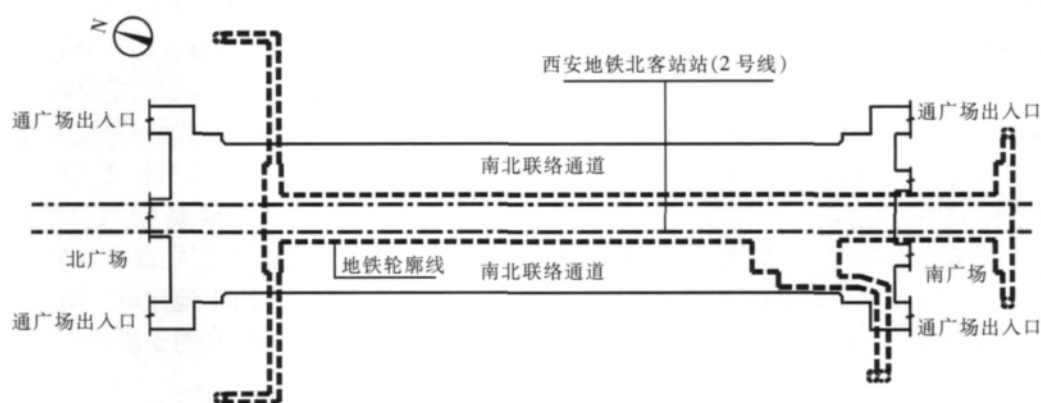 N
西安地铁北客站站(2号线)
通广场出入口
通广场出入口
南北联络通道
北广场
地铁轮廓线
南北联络通道
南广场
通广场出入口
通广场出入口